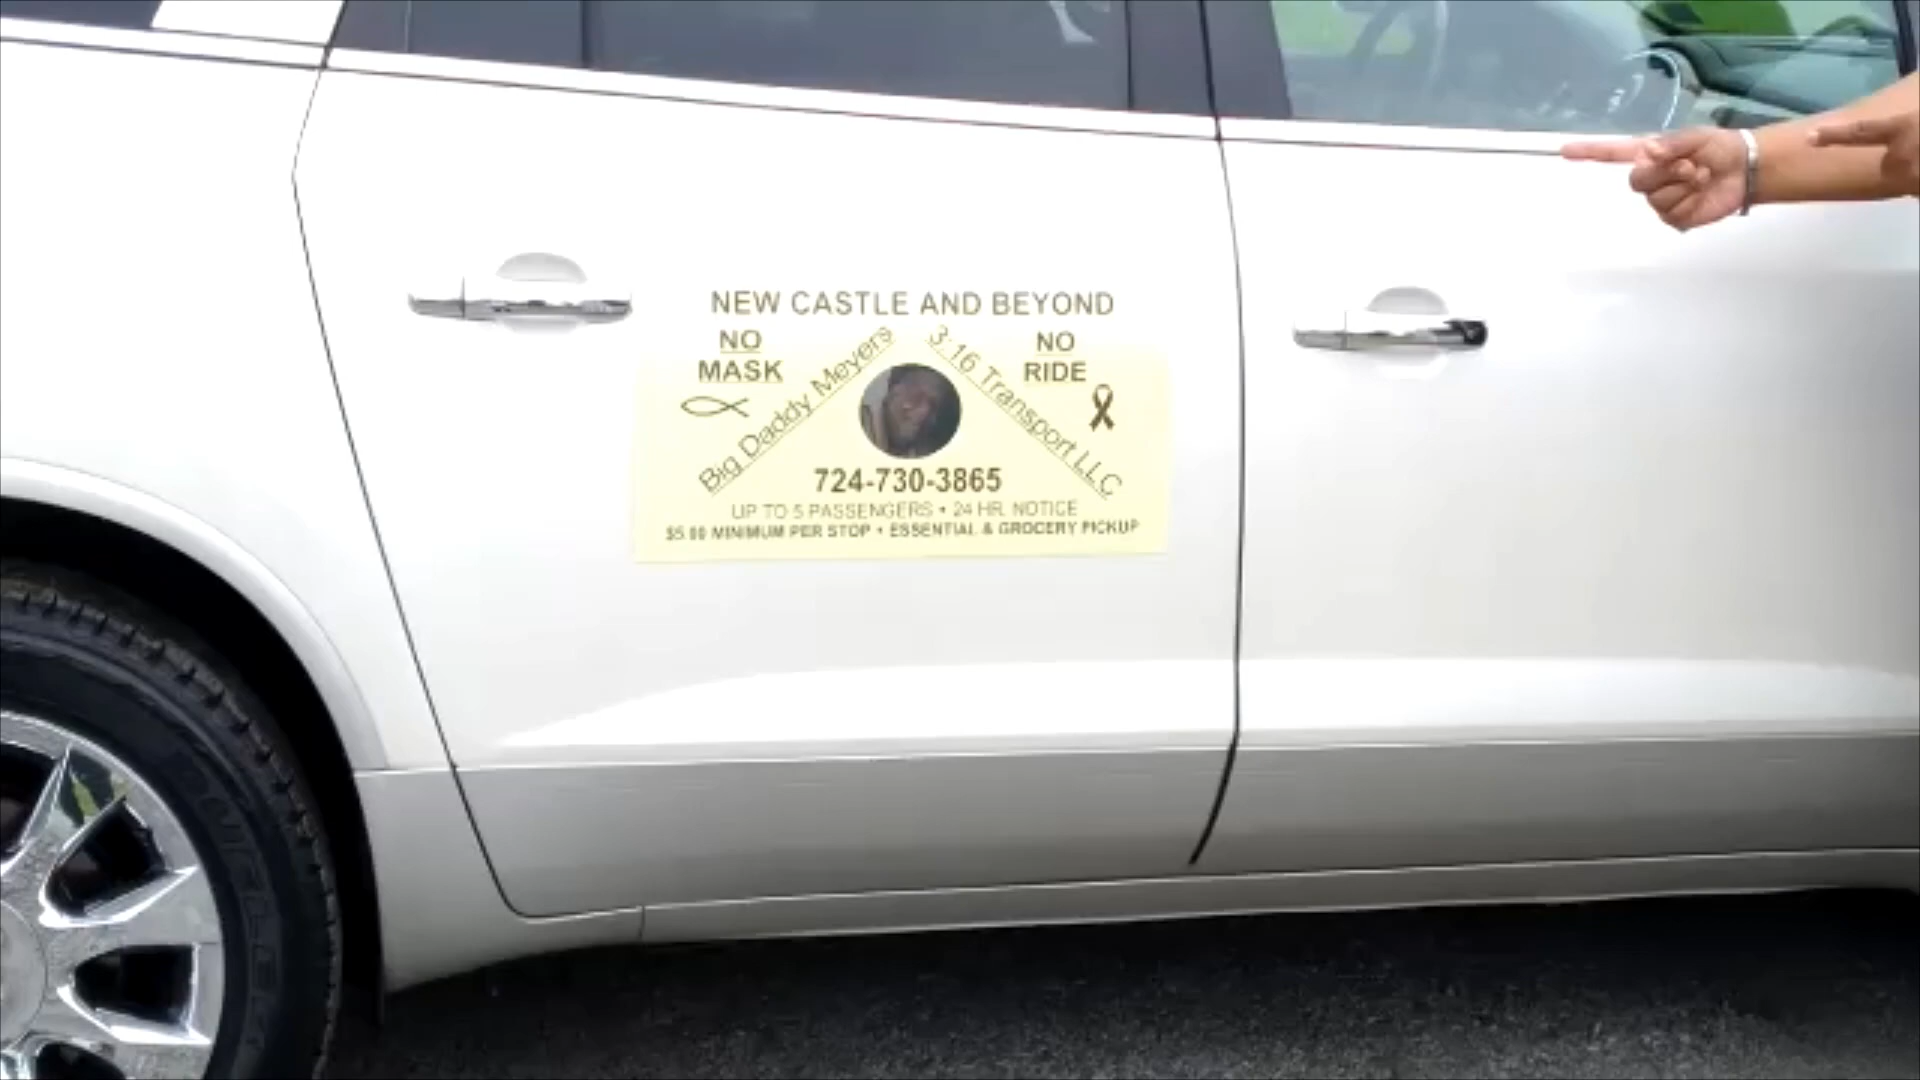 NEW CASTLE AND BEYOND
NO MASK
NO RIDE
Big Daddy Meyers
3:16 Transport LLC
724-730-3865
UP TO 5 PASSENGERS • 24 HR. NOTICE
$5.00 MINIMUM PER STOP • ESSENTIAL & GROCERY PICKUP